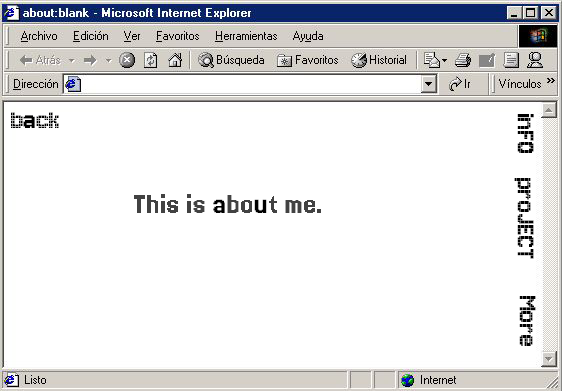 about:blank - Microsoft Internet Explorer
Archivo Edición Ver Favoritos Herramientas Ayuda
Atrás Búsqueda Favoritos Historial
Dirección Ir Vínculos »
back
This is about me.
inFO
proJECT
More
Listo Internet